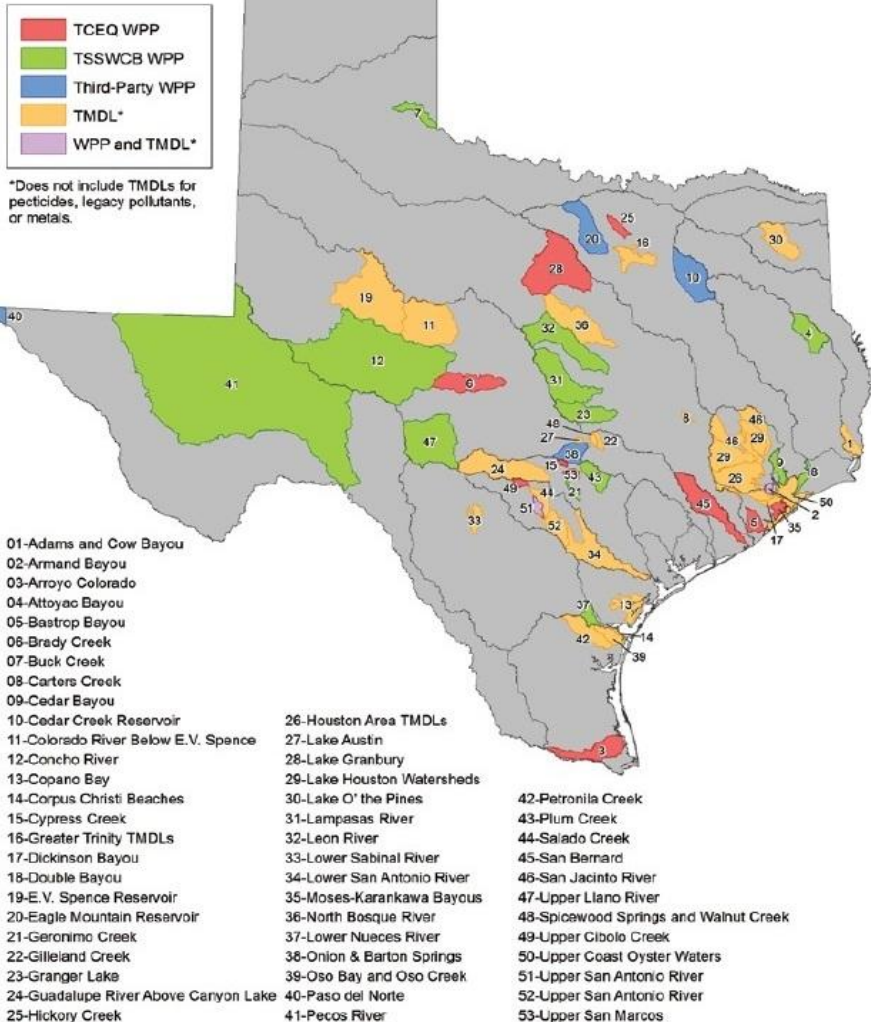 TCEQ WPP
TSSWCB WPP
Third-Party WPP
TMDL*
WPP and TMDL*
*Does not include TMDLs for
pesticides, legacy pollutants,
or metals.
7
25
20
16
30
28
10
19
40
11
36
32
4
41
12
6
31
23
8
46
48
46
29
1
47
27
22
29
38
9
8
24
15
53
43
26
49
44
21
50
45
51
2
33
52
5
35
17
34
37
13
42
14
39
3
01-Adams and Cow Bayou
02-Armand Bayou
03-Arroyo Colorado
04-Attoyac Bayou
05-Bastrop Bayou
06-Brady Creek
07-Buck Creek
08-Carters Creek
09-Cedar Bayou
10-Cedar Creek Reservoir
11-Colorado River Below E.V. Spence
12-Concho River
13-Copano Bay
14-Corpus Christi Beaches
15-Cypress Creek
16-Greater Trinity TMDLs
17-Dickinson Bayou
18-Double Bayou
19-E.V. Spence Reservoir
20-Eagle Mountain Reservoir
21-Geronimo Creek
22-Gilleland Creek
23-Granger Lake
24-Guadalupe River Above Canyon Lake
25-Hickory Creek
26-Houston Area TMDLs
27-Lake Austin
28-Lake Granbury
29-Lake Houston Watersheds
30-Lake O' the Pines
31-Lampasas River
32-Leon River
33-Lower Sabinal River
34-Lower San Antonio River
35-Moses-Karankawa Bayous
36-North Bosque River
37-Lower Nueces River
38-Onion & Barton Springs
39-Oso Bay and Oso Creek
40-Paso del Norte
41-Pecos River
42-Petronila Creek
43-Plum Creek
44-Salado Creek
45-San Bernard
46-San Jacinto River
47-Upper Llano River
48-Spicewood Springs and Walnut Creek
49-Upper Cibolo Creek
50-Upper Coast Oyster Waters
51-Upper San Antonio River
52-Upper San Antonio River
53-Upper San Marcos